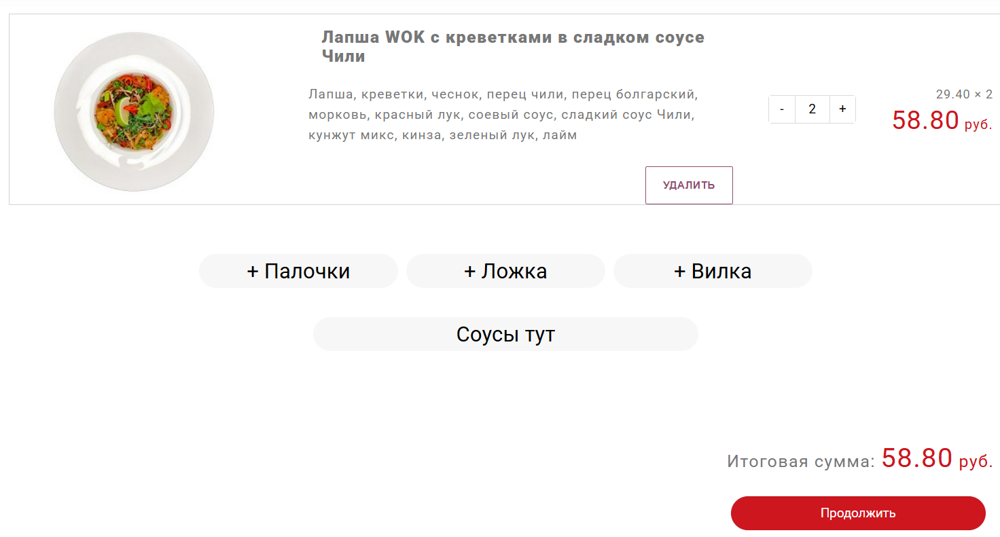 Лапша WOK с креветками в сладком соусе
Чили
Лапша, креветки, чеснок, перец чили, перец болгарский,
морковь, красный лук, соевый соус, сладкий соус Чили,
кунжут микс, кинза, зеленый лук, лайм
- 2 +
29.40 × 2
58.80 руб.
УДАЛИТЬ
+ Палочки
+ Ложка
+ Вилка
Соусы тут
Итоговая сумма: 58.80 руб.
Продолжить